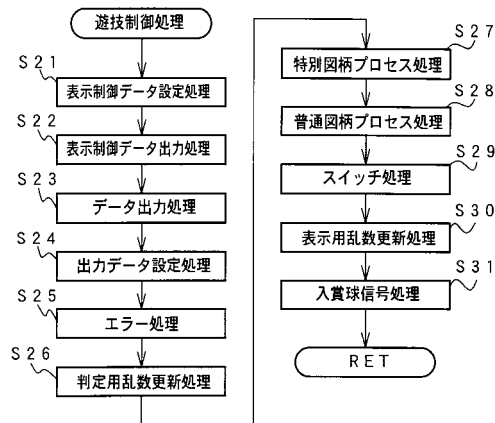 遊技制御処理
S21
表示制御データ設定処理
S22
表示制御データ出力処理
S23
データ出力処理
S24
出力データ設定処理
S25
エラー処理
S26
判定用乱数更新処理
S27
特別図柄プロセス処理
S28
普通図柄プロセス処理
S29
スイッチ処理
S30
表示用乱数更新処理
S31
入賞球信号処理
RET